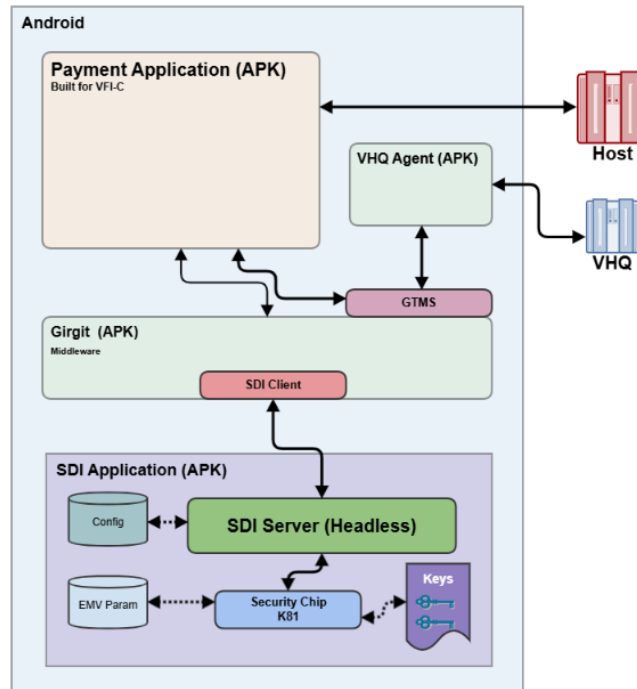 Android
Payment Application (APK)
Built for VFI-C
Host
VHQ Agent (APK)
VHQ
GTMS
Girgit (APK)
Middleware
SDI Client
SDI Application (APK)
Config
SDI Server (Headless)
EMV Param
Security Chip
K81
Keys